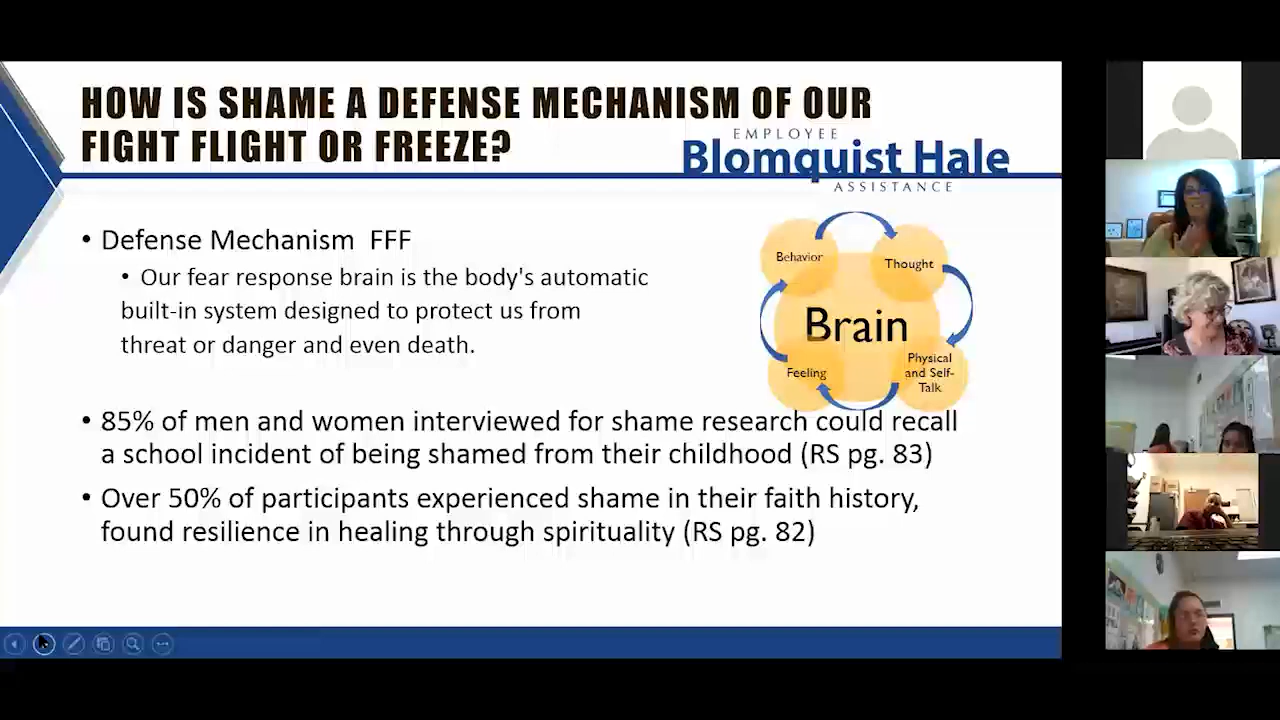 HOW IS SHAME A DEFENSE MECHANISM OF OUR
FIGHT FLIGHT OR FREEZE?
EMPLOYEE
Blomquist Hale
ASSISTANCE
• Defense Mechanism  FFF
• Our fear response brain is the body's automatic
built-in system designed to protect us from
threat or danger and even death.
Behavior
Thought
Brain
Physical
and Self-
Talk
Feeling
• 85% of men and women interviewed for shame research could recall
a school incident of being shamed from their childhood (RS pg. 83)
• Over 50% of participants experienced shame in their faith history,
found resilience in healing through spirituality (RS pg. 82)